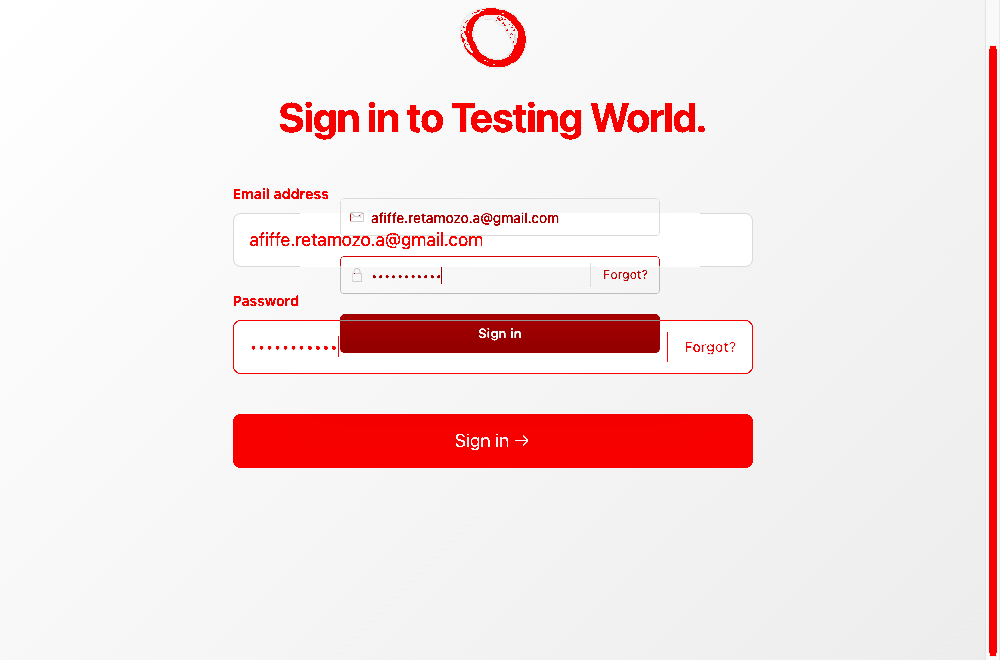 Sign in to Testing World.
Email address
afiffe.retamozo.a@gmail.com
afiffe.retamozo.a@gmail.com
Forgot?
Password
Sign in
Forgot?
Sign in →